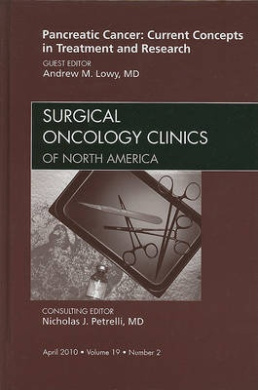 Pancreatic Cancer: Current Concepts
in Treatment and Research
GUEST EDITOR
Andrew M. Lowy, MD
SURGICAL
ONCOLOGY CLINICS
OF NORTH AMERICA
CONSULTING EDITOR
Nicholas J. Petrelli, MD
April 2010 • Volume 19 • Number 2